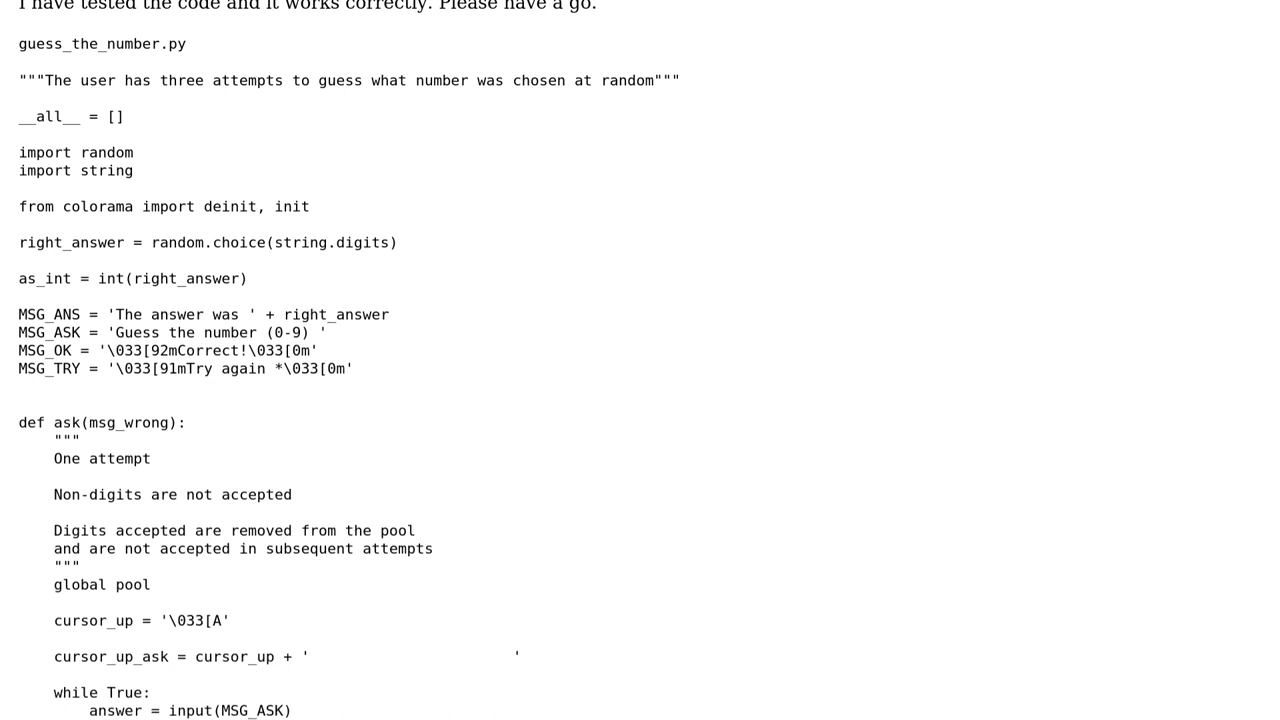 I have tested the code and it works correctly. Please have a go.
guess_the_number.py
"""The user has three attempts to guess what number was chosen at random"""
__all__ = []
import random
import string
from colorama import deinit, init
right_answer = random.choice(string.digits)
as_int = int(right_answer)
MSG_ANS = 'The answer was ' + right_answer
MSG_ASK = 'Guess the number (0-9) '
MSG_OK = '\033[92mCorrect!\033[0m'
MSG_TRY = '\033[91mTry again *\033[0m'
def ask(msg_wrong):
    """
    One attempt
    Non-digits are not accepted
    Digits accepted are removed from the pool
    and are not accepted in subsequent attempts
    """
    global pool
    cursor_up = '\033[A'
    cursor_up_ask = cursor_up + '                       '
    while True:
        answer = input(MSG_ASK)